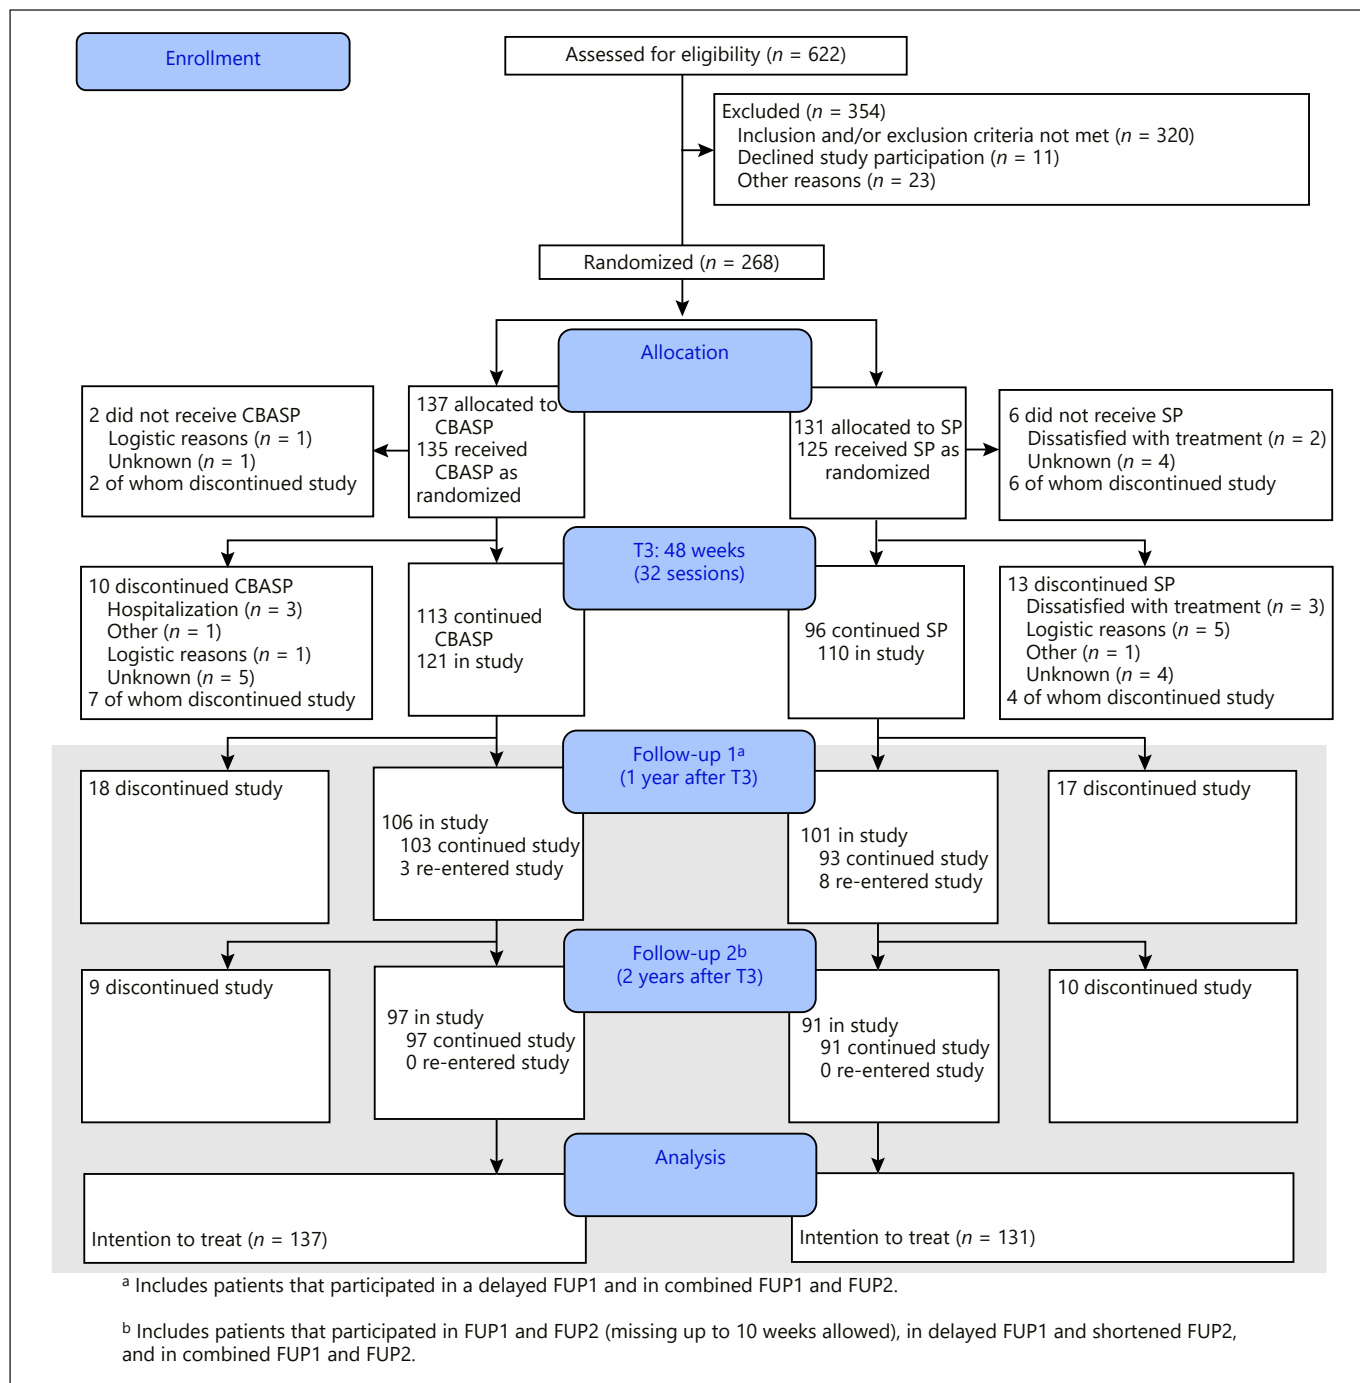 Enrollment
Assessed for eligibility (n = 622)
Excluded (n = 354)
Inclusion and/or exclusion criteria not met (n = 320)
Declined study participation (n = 11)
Other reasons (n = 23)
Randomized (n = 268)
Allocation
2 did not receive CBASP
Logistic reasons (n = 1)
Unknown (n = 1)
2 of whom discontinued study
137 allocated to
CBASP
135 received
CBASP as
randomized
131 allocated to SP
125 received SP as
randomized
6 did not receive SP
Dissatisfied with treatment (n = 2)
Unknown (n = 4)
6 of whom discontinued study
T3: 48 weeks
(32 sessions)
10 discontinued CBASP
Hospitalization (n = 3)
Other (n = 1)
Logistic reasons (n = 1)
Unknown (n = 5)
7 of whom discontinued study
113 continued
CBASP
121 in study
96 continued SP
110 in study
13 discontinued SP
Dissatisfied with treatment (n = 3)
Logistic reasons (n = 5)
Other (n = 1)
Unknown (n = 4)
4 of whom discontinued study
Follow-up 1a
(1 year after T3)
18 discontinued study
106 in study
103 continued study
3 re-entered study
101 in study
93 continued study
8 re-entered study
17 discontinued study
Follow-up 2b
(2 years after T3)
9 discontinued study
97 in study
97 continued study
0 re-entered study
91 in study
91 continued study
0 re-entered study
10 discontinued study
Analysis
Intention to treat (n = 137)
Intention to treat (n = 131)
a Includes patients that participated in a delayed FUP1 and in combined FUP1 and FUP2.
b Includes patients that participated in FUP1 and FUP2 (missing up to 10 weeks allowed), in delayed FUP1 and shortened FUP2,
and in combined FUP1 and FUP2.